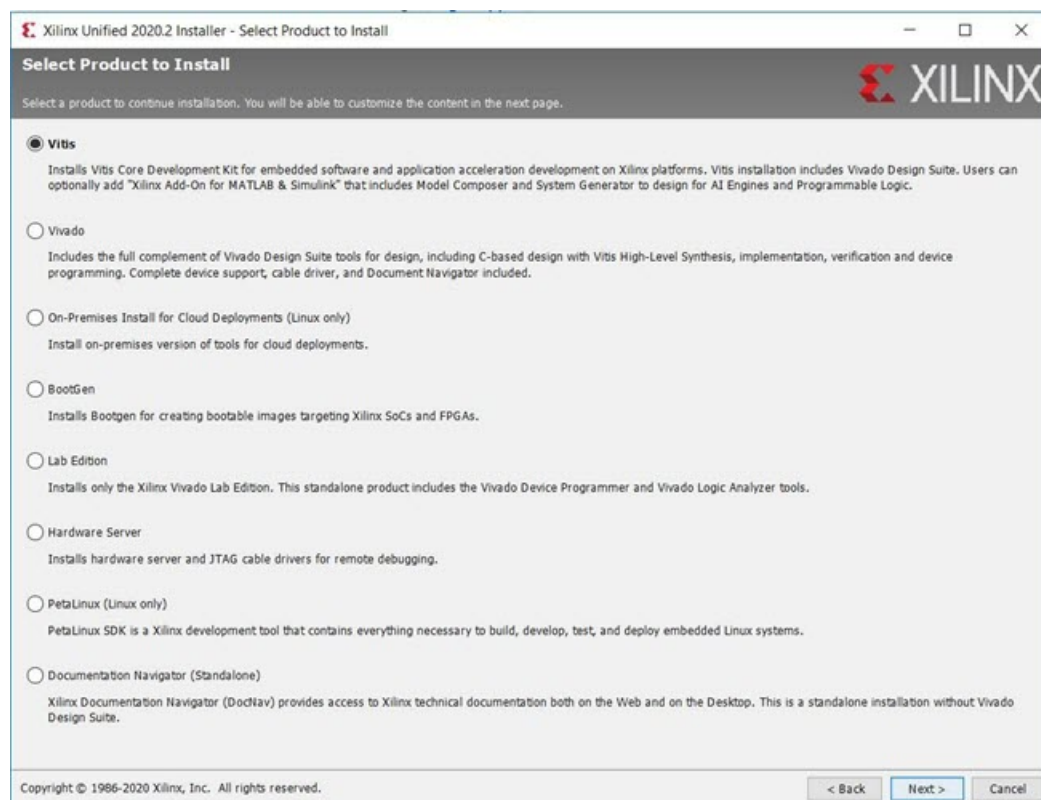 Xilinx Unified 2020.2 Installer - Select Product to Install
Select Product to Install
XILINX
Select a product to continue installation. You will be able to customize the content in the next page.
Vitis
Installs Vitis Core Development Kit for embedded software and application acceleration development on Xilinx platforms. Vitis installation includes Vivado Design Suite. Users can
optionally add "Xilinx Add-On for MATLAB & Simulink" that includes Model Composer and System Generator to design for AI Engines and Programmable Logic.
Vivado
Includes the full complement of Vivado Design Suite tools for design, including C-based design with Vitis High-Level Synthesis, implementation, verification and device
programming. Complete device support, cable driver, and Document Navigator included.
On-Premises Install for Cloud Deployments (Linux only)
Install on-premises version of tools for cloud deployments.
BootGen
Installs Bootgen for creating bootable images targeting Xilinx SoCs and FPGAs.
Lab Edition
Installs only the Xilinx Vivado Lab Edition. This standalone product includes the Vivado Device Programmer and Vivado Logic Analyzer tools.
Hardware Server
Installs hardware server and JTAG cable drivers for remote debugging.
PetaLinux (Linux only)
PetaLinux SDK is a Xilinx development tool that contains everything necessary to build, develop, test, and deploy embedded Linux systems.
Documentation Navigator (Standalone)
Xilinx Documentation Navigator (DocNav) provides access to Xilinx technical documentation both on the Web and on the Desktop. This is a standalone installation without Vivado
Design Suite.
Copyright © 1986-2020 Xilinx, Inc. All rights reserved.
< Back Next > Cancel